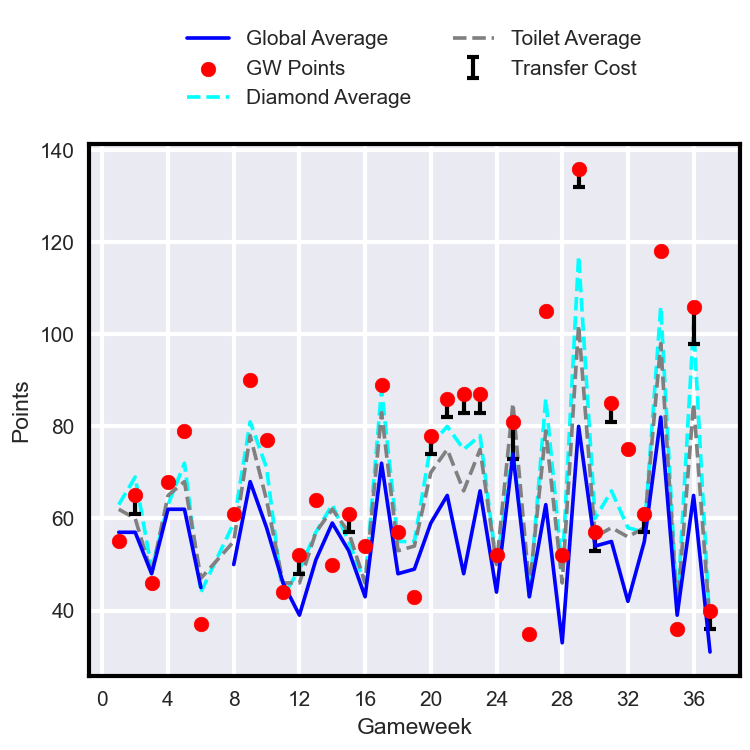 Global Average
GW Points
Diamond Average
Toilet Average
Transfer Cost
140
120
100
80
60
40
Points
0 4 8 12 16 20 24 28 32 36
Gameweek